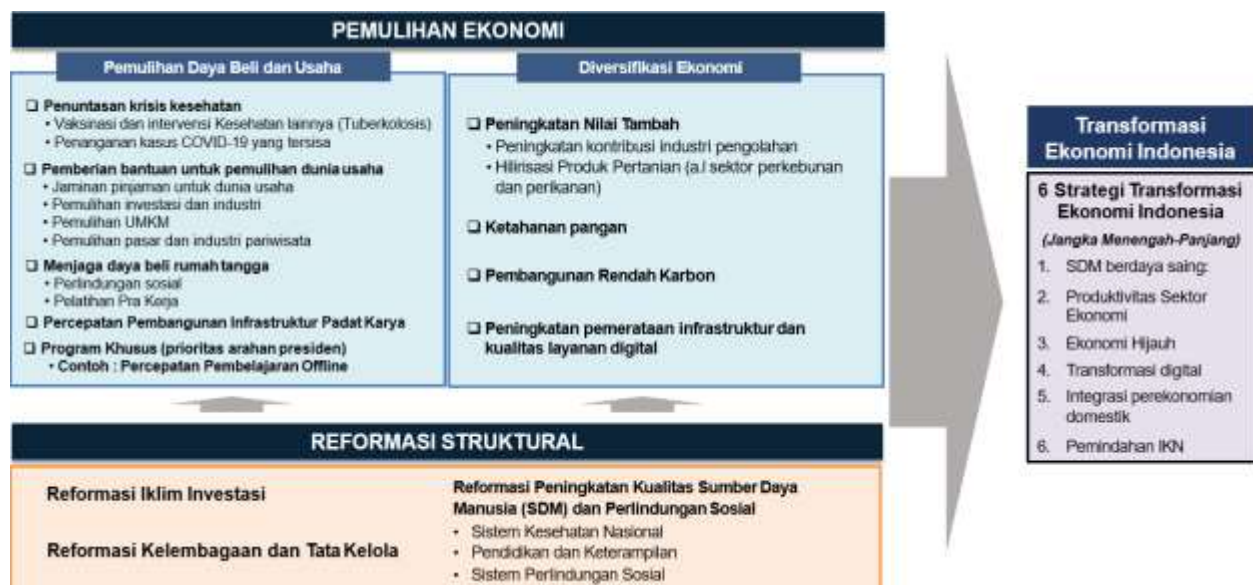 PEMULIHAN EKONOMI
Pemulihan Daya Beli dan Usaha
❑ Penuntasan krisis kesehatan
• Vaksinasi dan intervensi Kesehatan lainnya (Tuberkolosis)
• Penanganan kasus COVID-19 yang tersisa
❑ Pemberian bantuan untuk pemulihan dunia usaha
• Jaminan pinjaman untuk dunia usaha
• Pemulihan investasi dan industri
• Pemulihan UMKM
• Pemulihan pasar dan industri pariwisata
❑ Menjaga daya beli rumah tangga
• Perlindungan sosial
• Pelatihan Pra Kerja
❑ Percepatan Pembangunan Infrastruktur Padat Karya
❑ Program Khusus (prioritas arahan presiden)
• Contoh : Percepatan Pembelajaran Offline
Diversifikasi Ekonomi
❑ Peningkatan Nilai Tambah
• Peningkatan kontribusi industri pengolahan
• Hilirisasi Produk Pertanian (a.l sektor perkebunan
dan perikanan)
❑ Ketahanan pangan
❑ Pembangunan Rendah Karbon
❑ Peningkatan pemerataan infrastruktur dan
kualitas layanan digital
REFORMASI STRUKTURAL
Reformasi Iklim Investasi
Reformasi Kelembagaan dan Tata Kelola
Reformasi Peningkatan Kualitas Sumber Daya
Manusia (SDM) dan Perlindungan Sosial
• Sistem Kesehatan Nasional
• Pendidikan dan Keterampilan
• Sistem Perlindungan Sosial
Transformasi
Ekonomi Indonesia
6 Strategi Transformasi
Ekonomi Indonesia
(Jangka Menengah-Panjang)
1. SDM berdaya saing:
2. Produktivitas Sektor
Ekonomi
3. Ekonomi Hijauh
4. Transformasi digital
5. Integrasi perekonomian
domestik
6. Pemindahan IKN